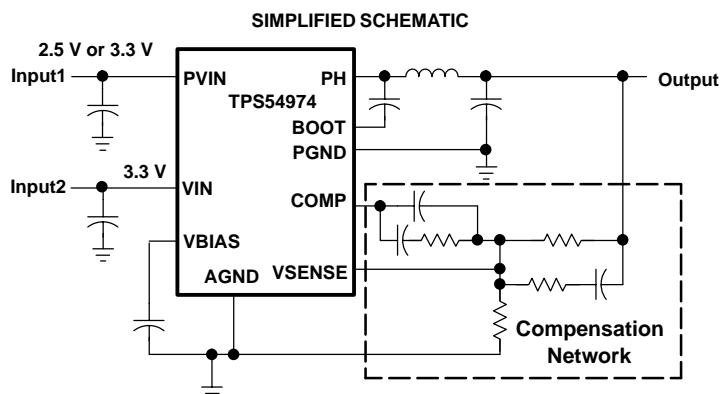 SIMPLIFIED SCHEMATIC
2.5 V or 3.3 V
Input1
PVIN
PH
Output
TPS54974
BOOT
PGND
3.3 V
Input2
VIN
COMP
VBIAS
AGND
VSENSE
Compensation
Network